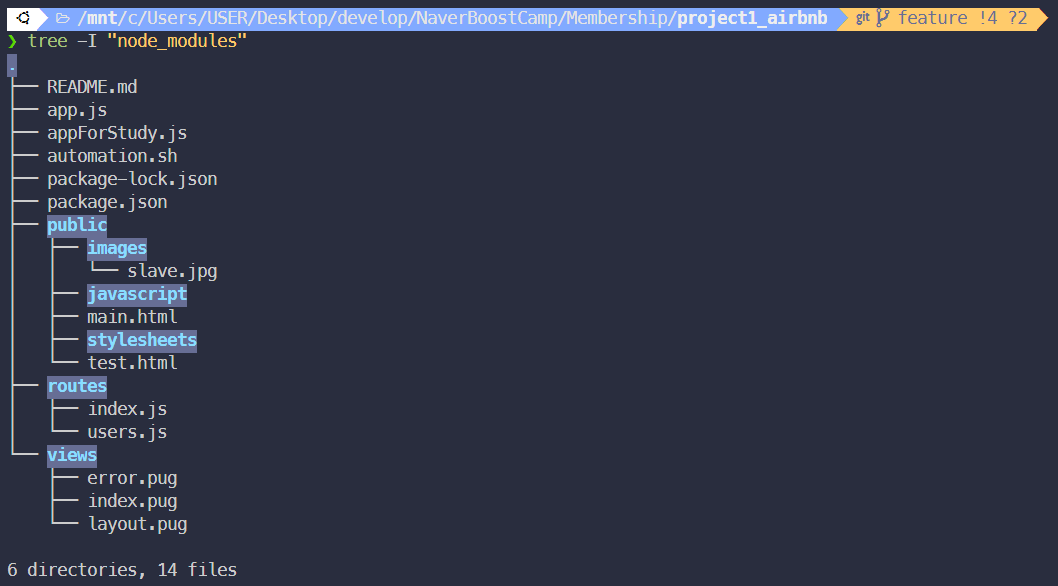 /mnt/c/Users/USER/Desktop/develop/NaverBoostCamp/Membership/project1_airbnb git feature !4 ?2
❯ tree -I "node_modules"
.
├── README.md
├── app.js
├── appForStudy.js
├── automation.sh
├── package-lock.json
├── package.json
├── public
│   ├── images
│   │   └── slave.jpg
│   ├── javascript
│   ├── main.html
│   ├── stylesheets
│   └── test.html
├── routes
│   ├── index.js
│   └── users.js
└── views
    ├── error.pug
    ├── index.pug
    └── layout.pug
6 directories, 14 files